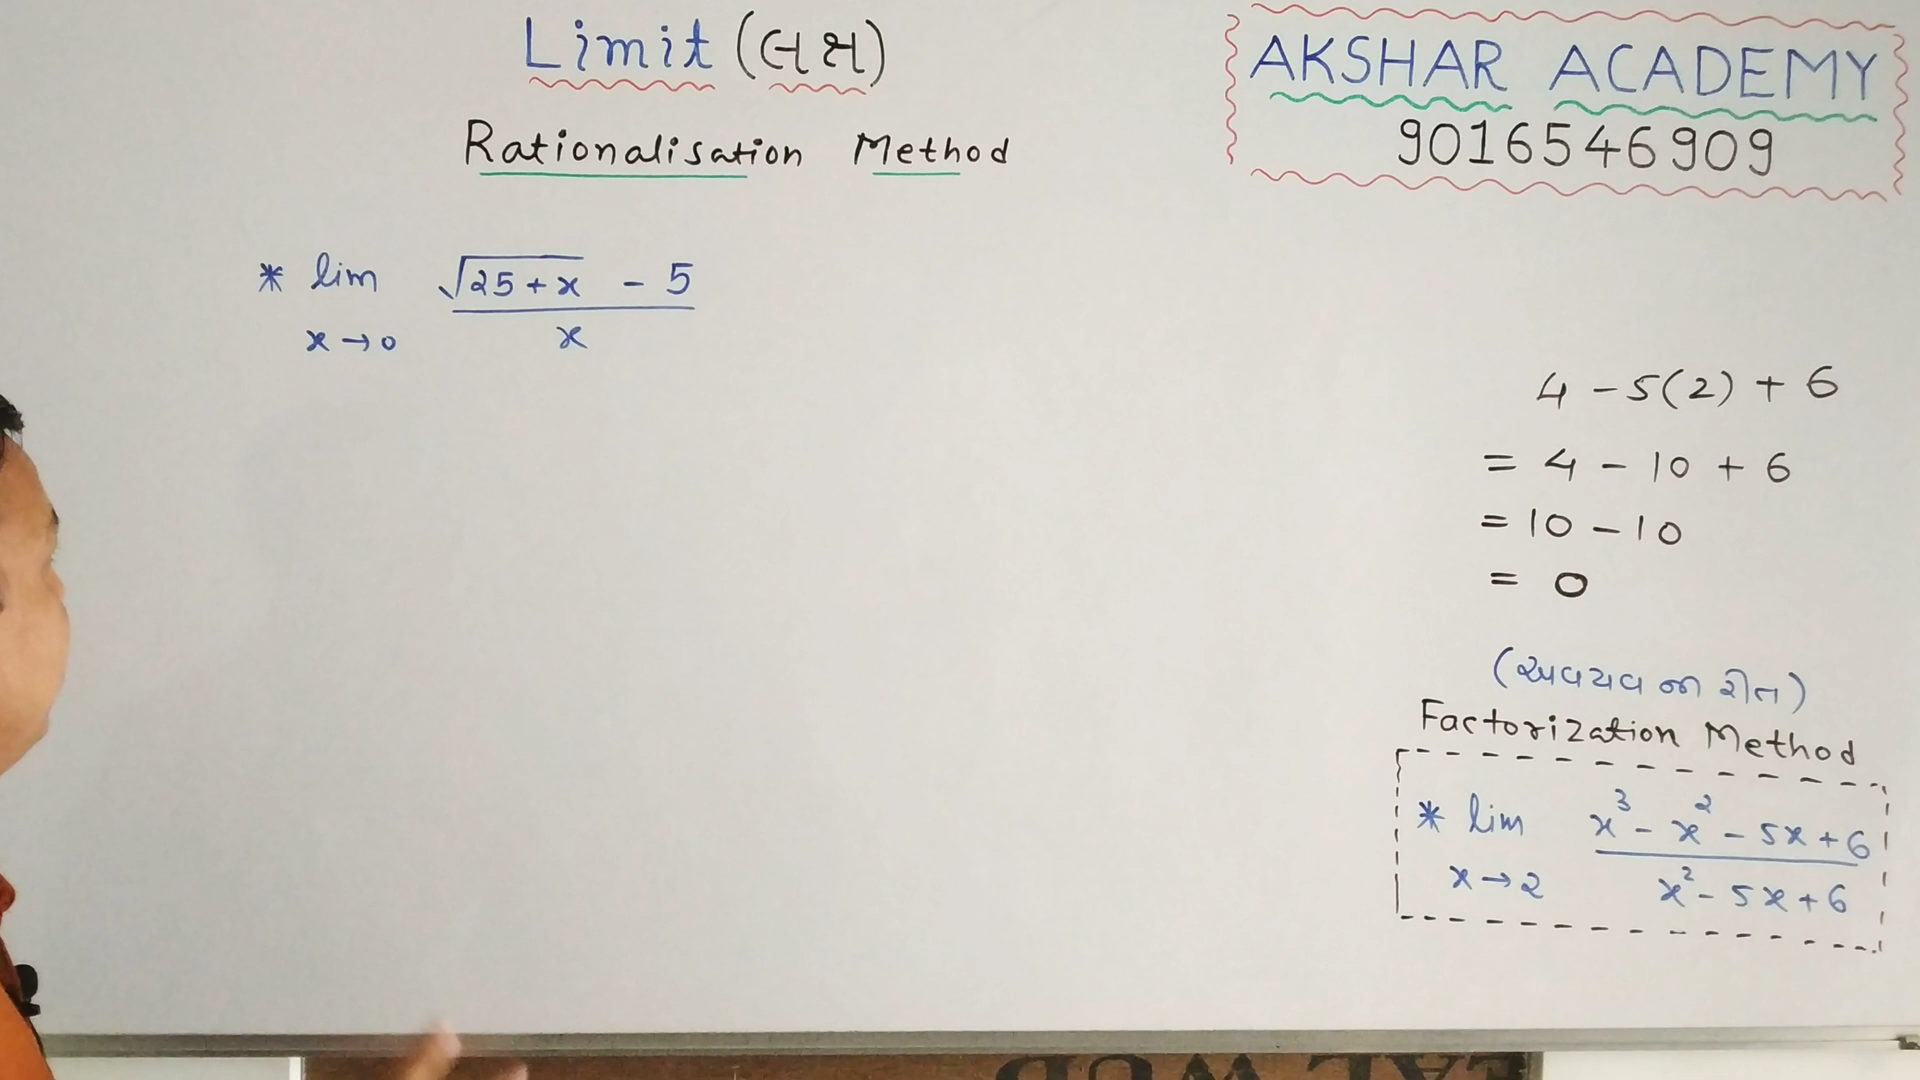 Limit (લક્ષ)
Rationalisation Method
AKSHAR ACADEMY
9016546909
* lim √25+x - 5
x→0 x
4 - 5(2) + 6
= 4 - 10 + 6
= 10 - 10
= 0
(અવયવ ની રીત)
Factorization Method
* lim x³ - x² - 5x + 6
x→2 x² - 5x + 6